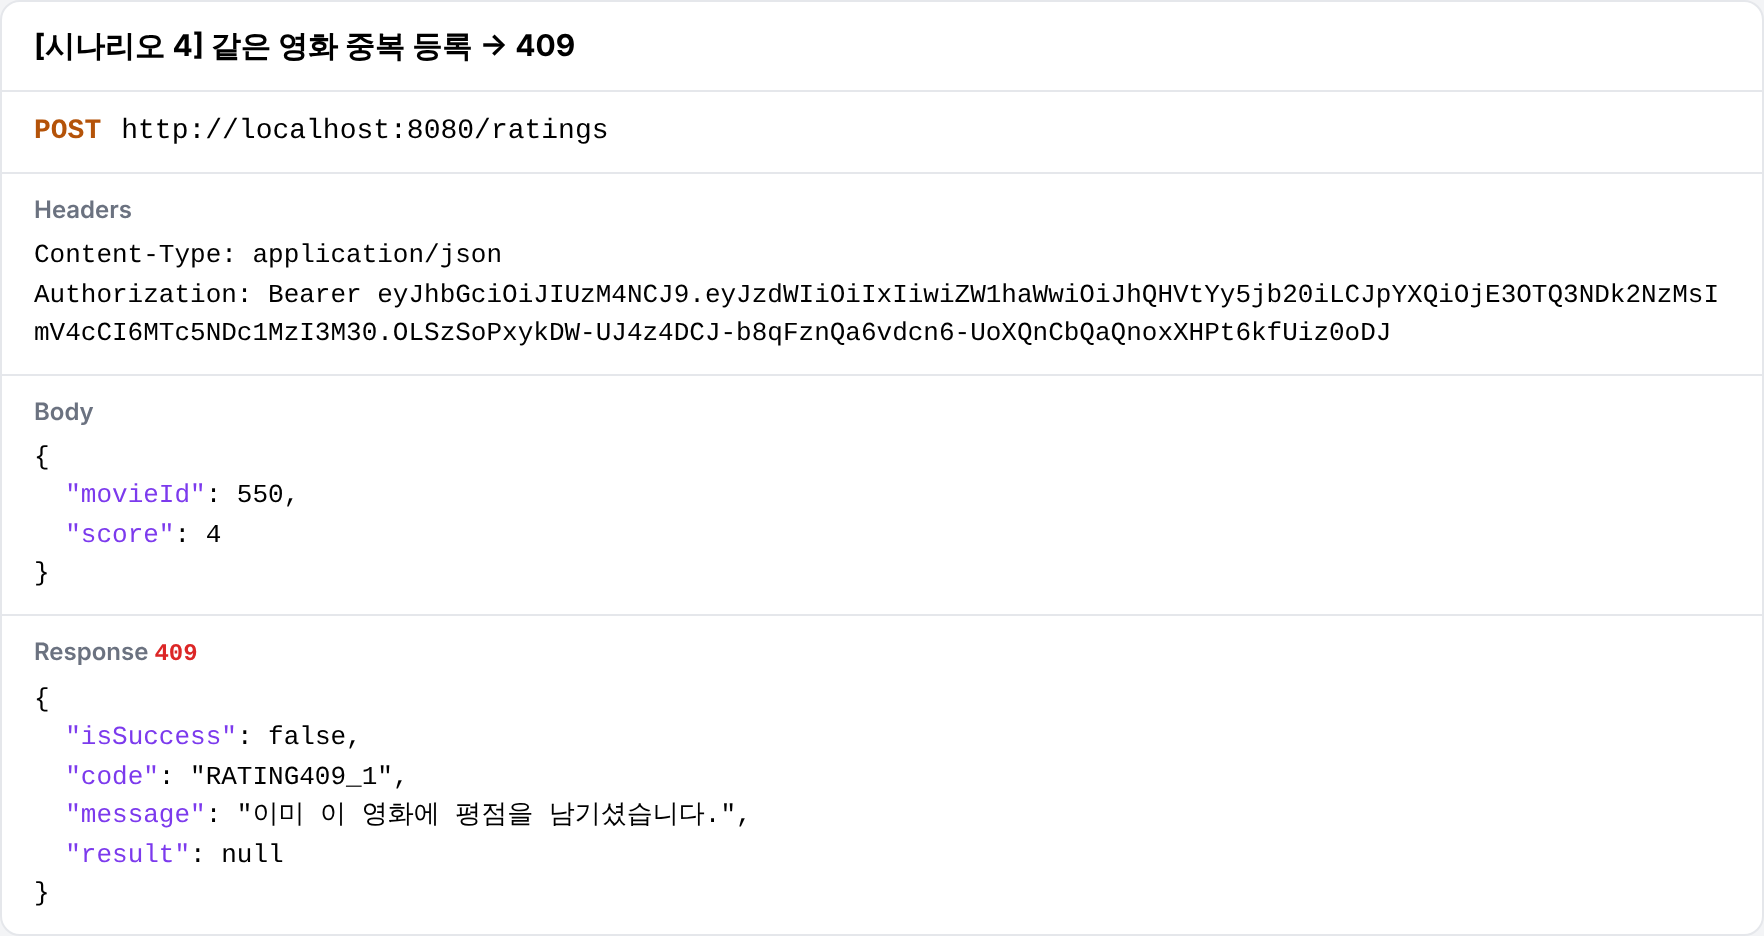 [시나리오 4] 같은 영화 중복 등록 → 409
POST http://localhost:8080/ratings
Headers
Content-Type: application/json
Authorization: Bearer eyJhbGciOiJIUzM4NCJ9.eyJzdWIiOiIxIiwiZW1haWwiOiJhQHVtYy5jb20iLCJpYXQiOjE3OTQ3NDk2NzMsI
mV4cCI6MTc5NDc1MzI3M30.OLSzSoPxykDW-UJ4z4DCJ-b8qFznQa6vdcn6-UoXQnCbQaQnoxXHPt6kfUiz0oDJ
Body
{
  "movieId": 550,
  "score": 4
}
Response 409
{
  "isSuccess": false,
  "code": "RATING409_1",
  "message": "이미 이 영화에 평점을 남기셨습니다.",
  "result": null
}